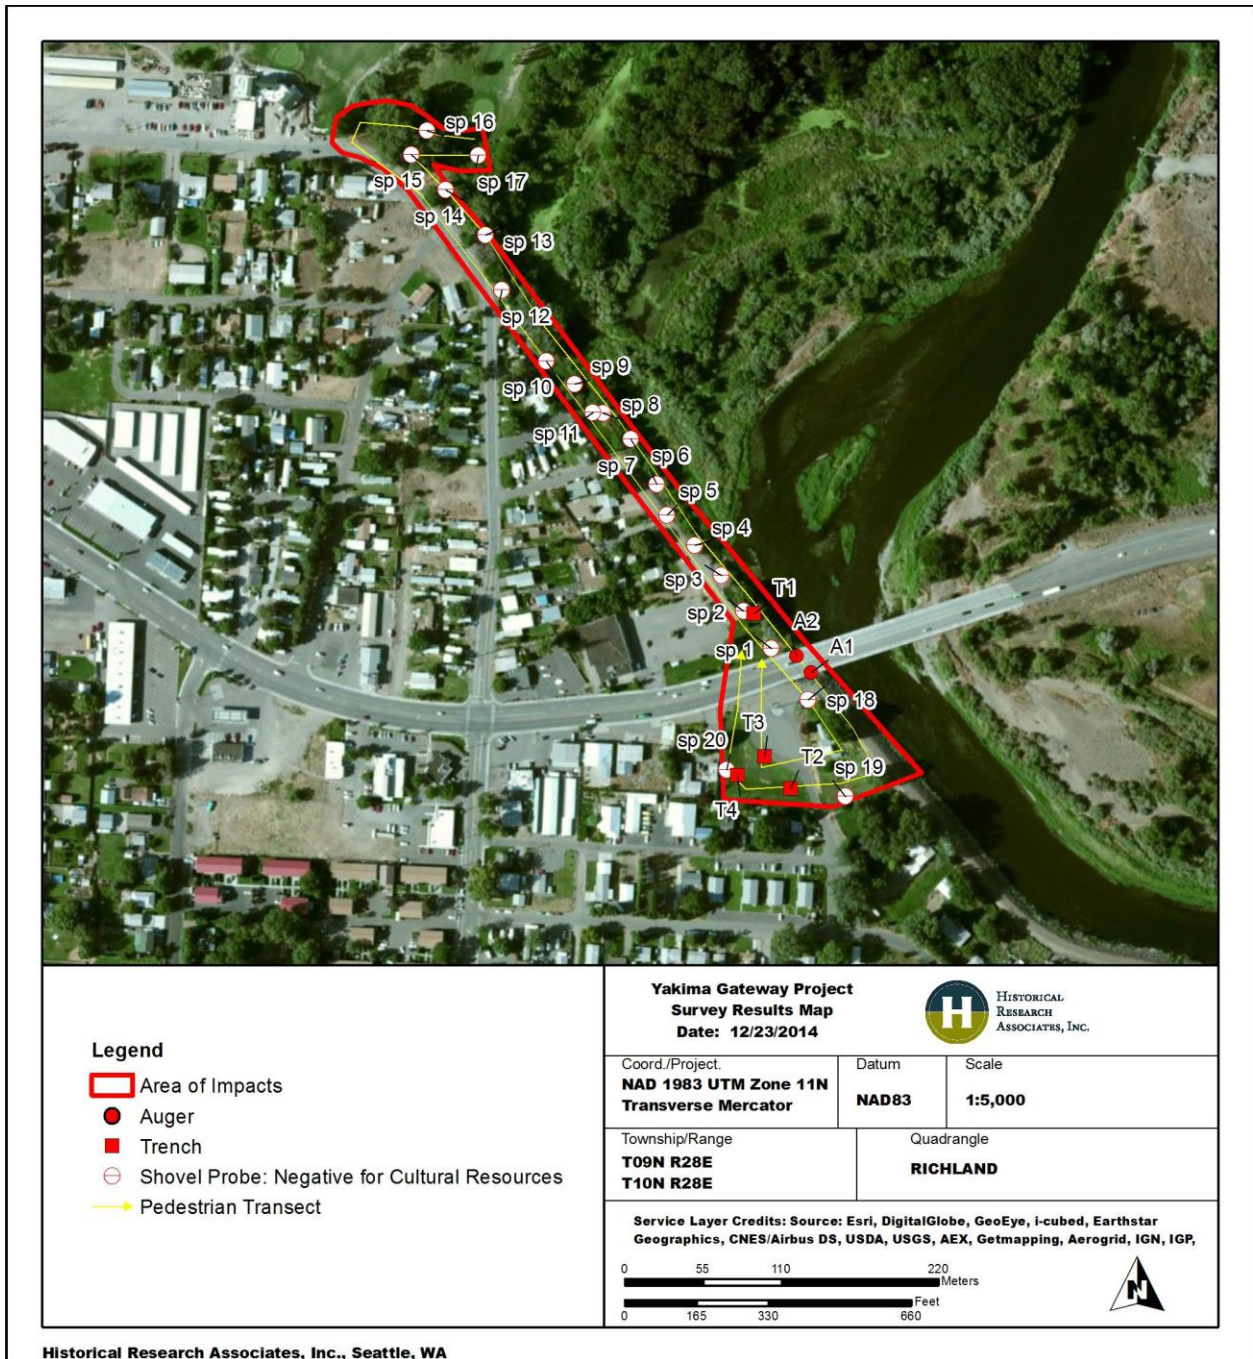 sp 16
sp 15
sp 17
sp 14
sp 13
sp 12
sp 9
sp 10
sp 8
sp 11
sp 7
sp 6
sp 5
sp 4
sp 3
T1
sp 2
A2
sp 1
A1
sp 18
T3
sp 20
T2
sp 19
T4
Legend
Area of Impacts
Auger
Trench
Shovel Probe: Negative for Cultural Resources
Pedestrian Transect
Yakima Gateway Project
Survey Results Map
Date: 12/23/2014
H
HISTORICAL
RESEARCH
ASSOCIATES, INC.
Coord./Project.
NAD 1983 UTM Zone 11N
Transverse Mercator
Datum
NAD83
Scale
1:5,000
Township/Range
T09N R28E
T10N R28E
Quadrangle
RICHLAND
Service Layer Credits: Source: Esri, DigitalGlobe, GeoEye, i-cubed, Earthstar
Geographics, CNES/Airbus DS, USDA, USGS, AEX, Getmapping, Aerogrid, IGN, IGP,
0 55 110 220
Meters
Feet
0 165 330 660
N
Historical Research Associates, Inc., Seattle, WA